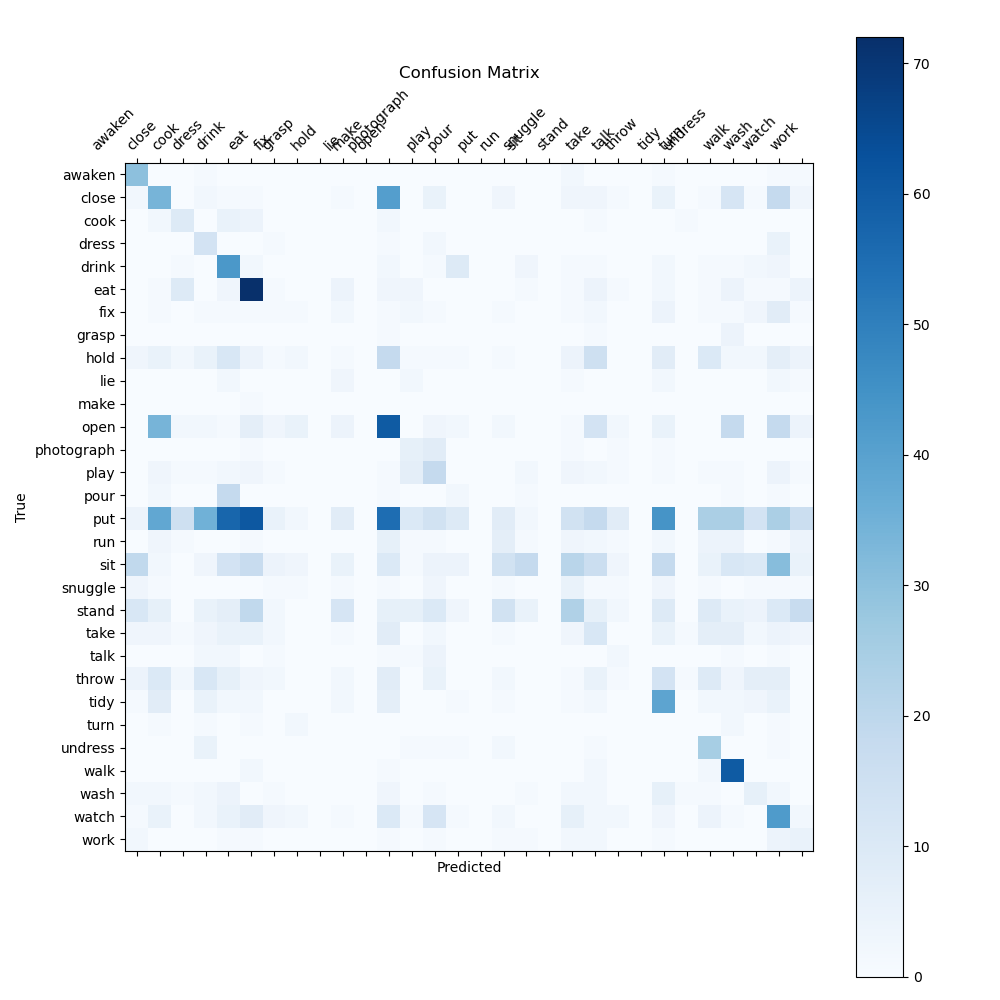 Confusion Matrix
awaken close cook dress drink eat fix grasp hold lie make open photograph play pour put run sit snuggle stand take talk throw tidy turn undress walk wash watch work
awaken
close
cook
dress
drink
eat
fix
grasp
hold
lie
make
open
photograph
play
pour
put
run
sit
snuggle
stand
take
talk
throw
tidy
turn
undress
walk
wash
watch
work
True
Predicted
70
60
50
40
30
20
10
0